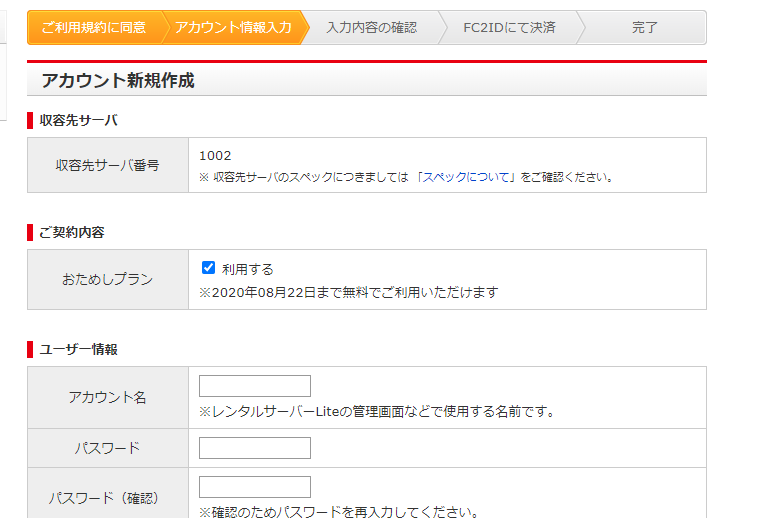 ご利用規約に同意 アカウント情報入力 入力内容の確認 FC2IDにて決済 完了
アカウント新規作成
収容先サーバ
収容先サーバ番号 1002
※ 収容先サーバのスペックにつきましては 「スペックについて」をご確認ください。
ご契約内容
おためしプラン 利用する
※2020年08月22日まで無料でご利用いただけます
ユーザー情報
アカウント名
※レンタルサーバーLiteの管理画面などで使用する名前です。
パスワード
パスワード（確認）
※確認のためパスワードを再入力してください。